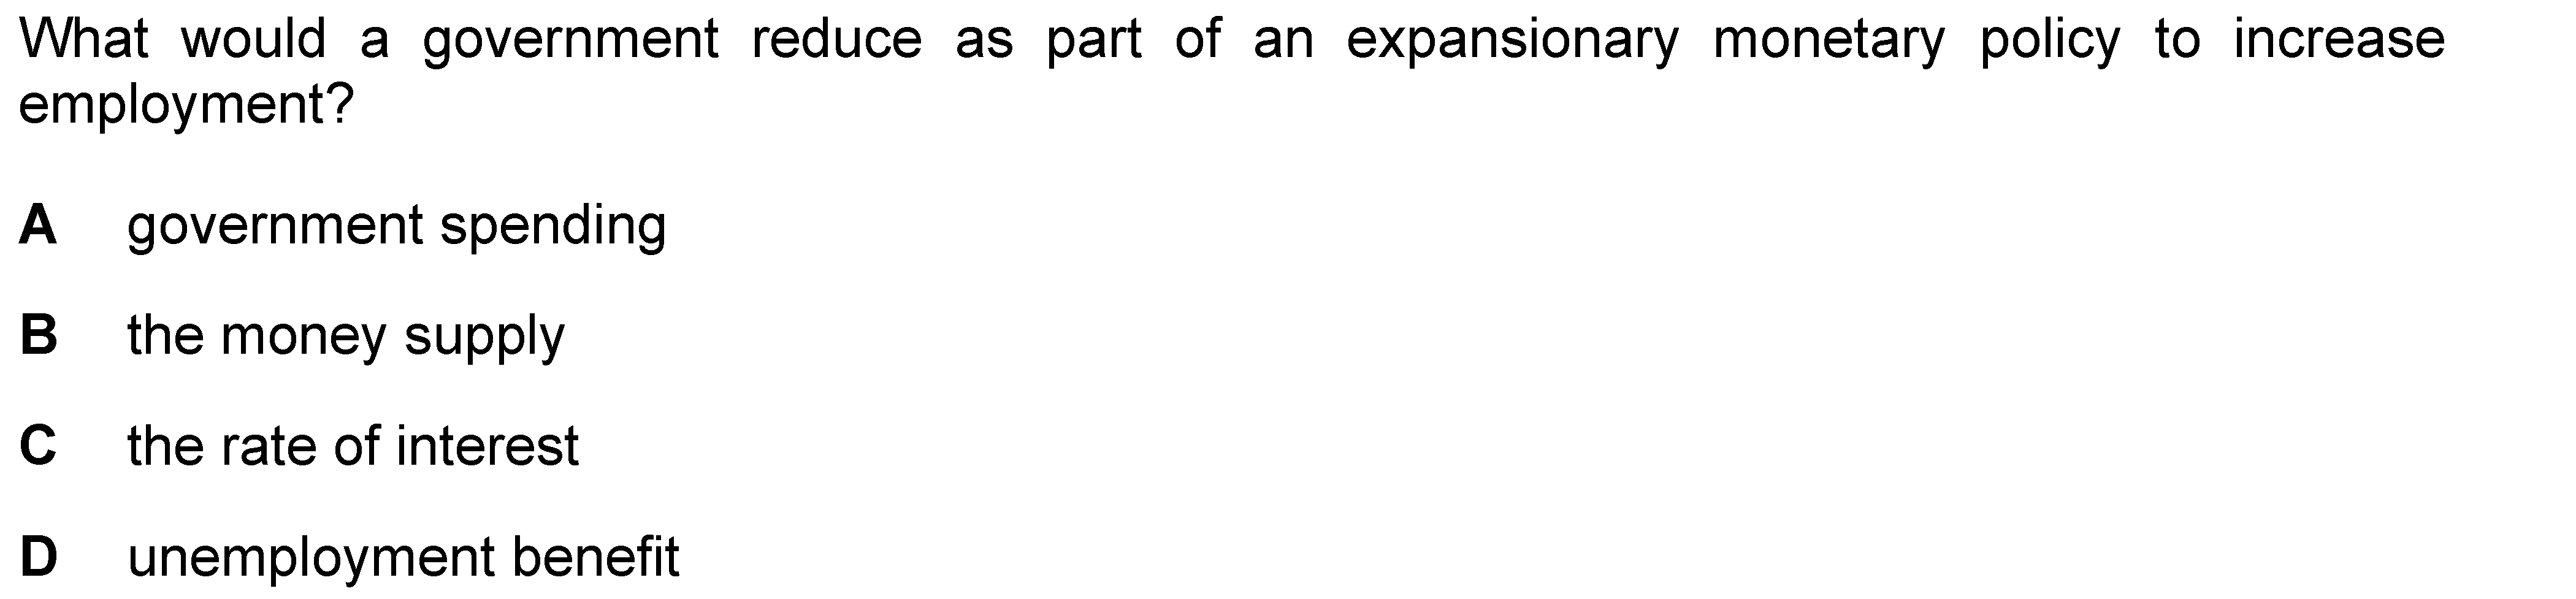 What would a government reduce as part of an expansionary monetary policy to increase
employment?
A government spending
B the money supply
C the rate of interest
D unemployment benefit